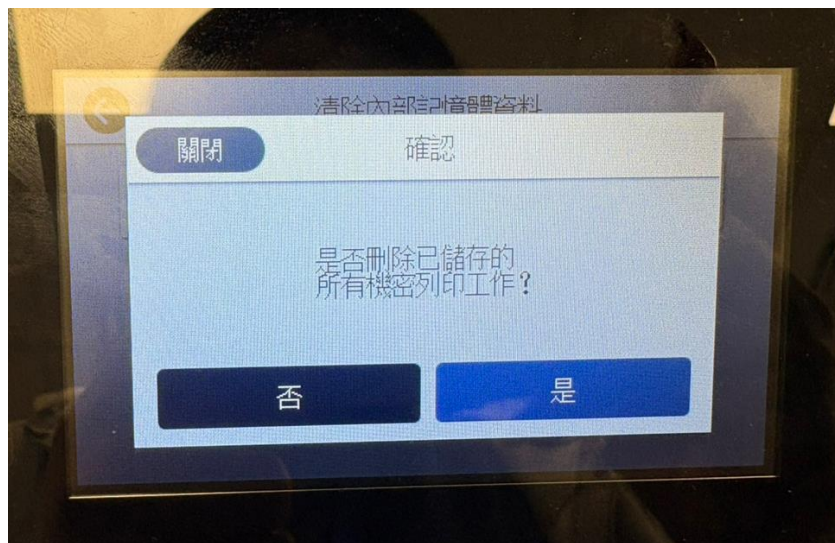 清除內部記憶體資料
關閉
確認
是否刪除已儲存的
所有機密列印工作？
否
是